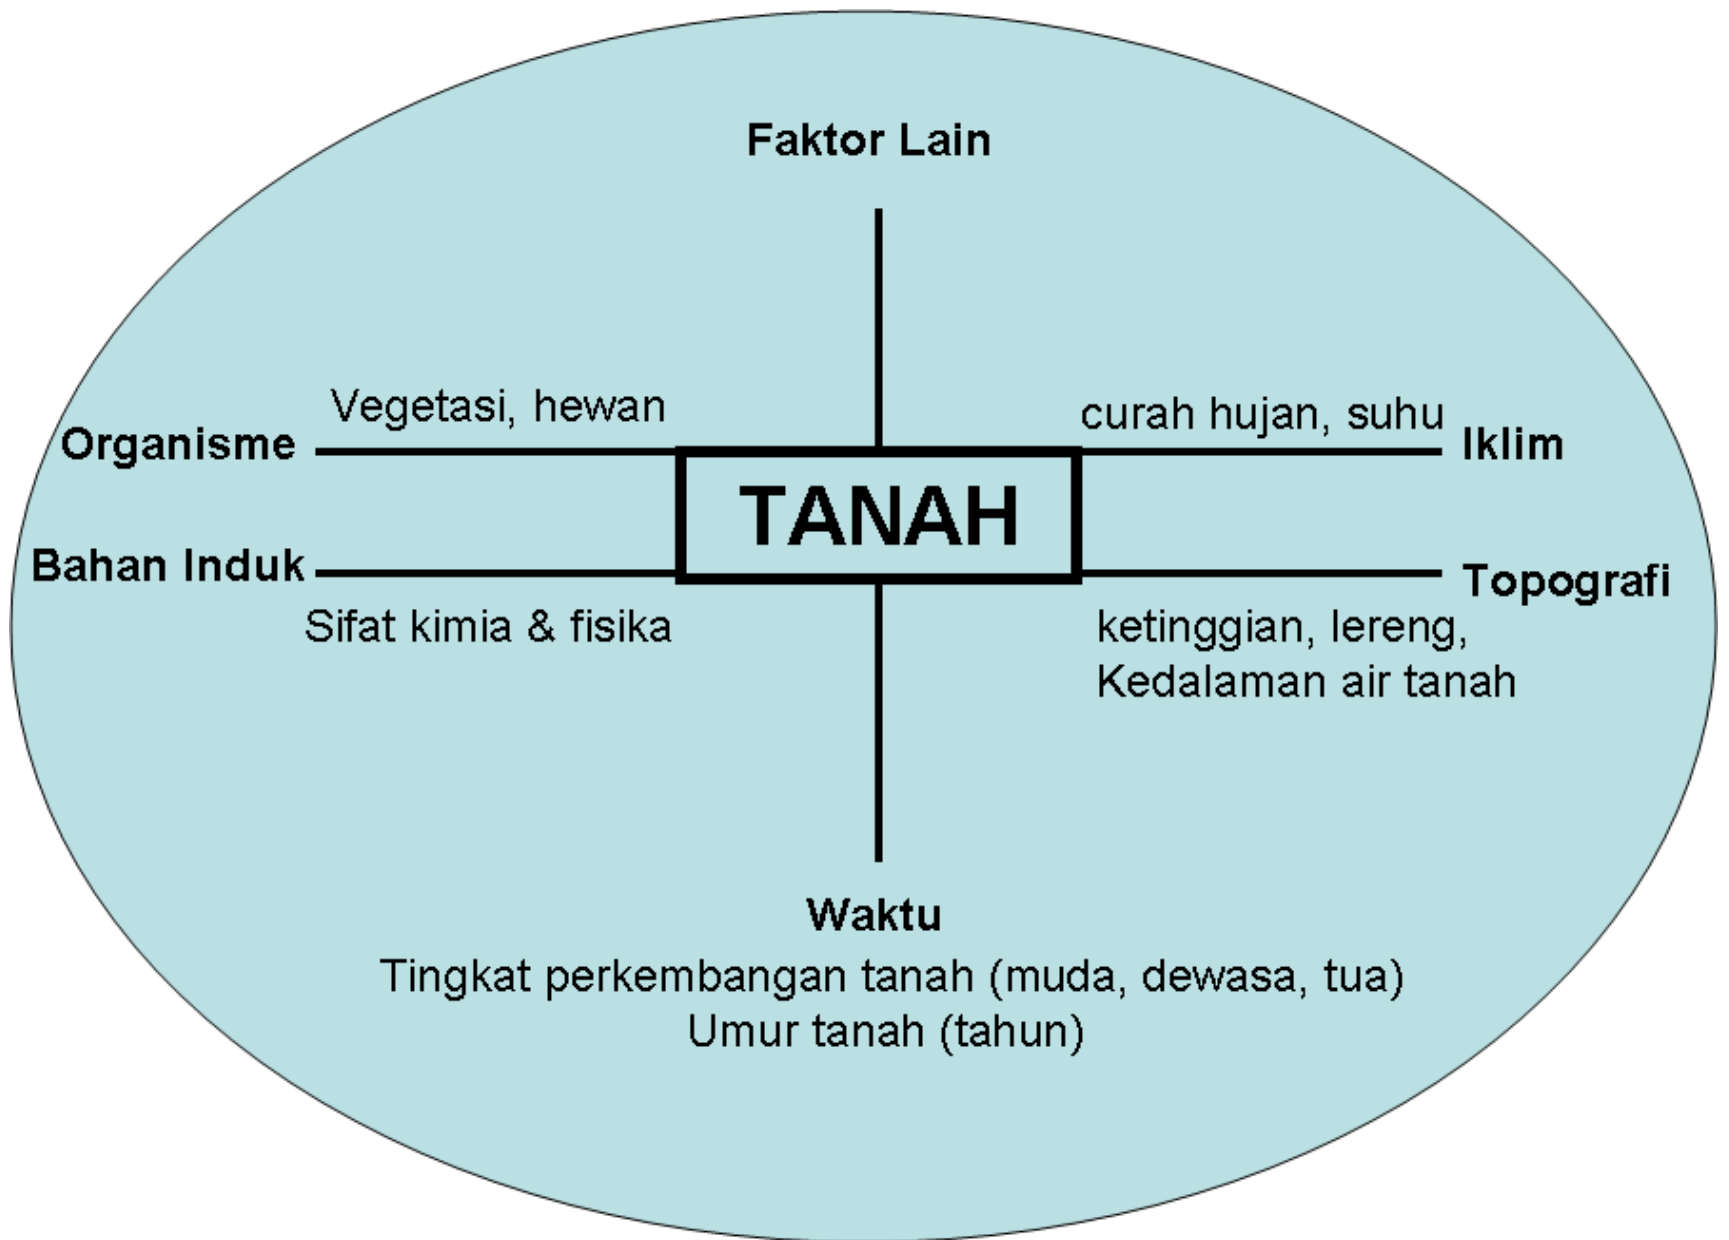 Faktor Lain
Vegetasi, hewan
curah hujan, suhu
Organisme
Iklim
TANAH
Bahan Induk
Topografi
Sifat kimia & fisika
ketinggian, lereng,
Kedalaman air tanah
Waktu
Tingkat perkembangan tanah (muda, dewasa, tua)
Umur tanah (tahun)